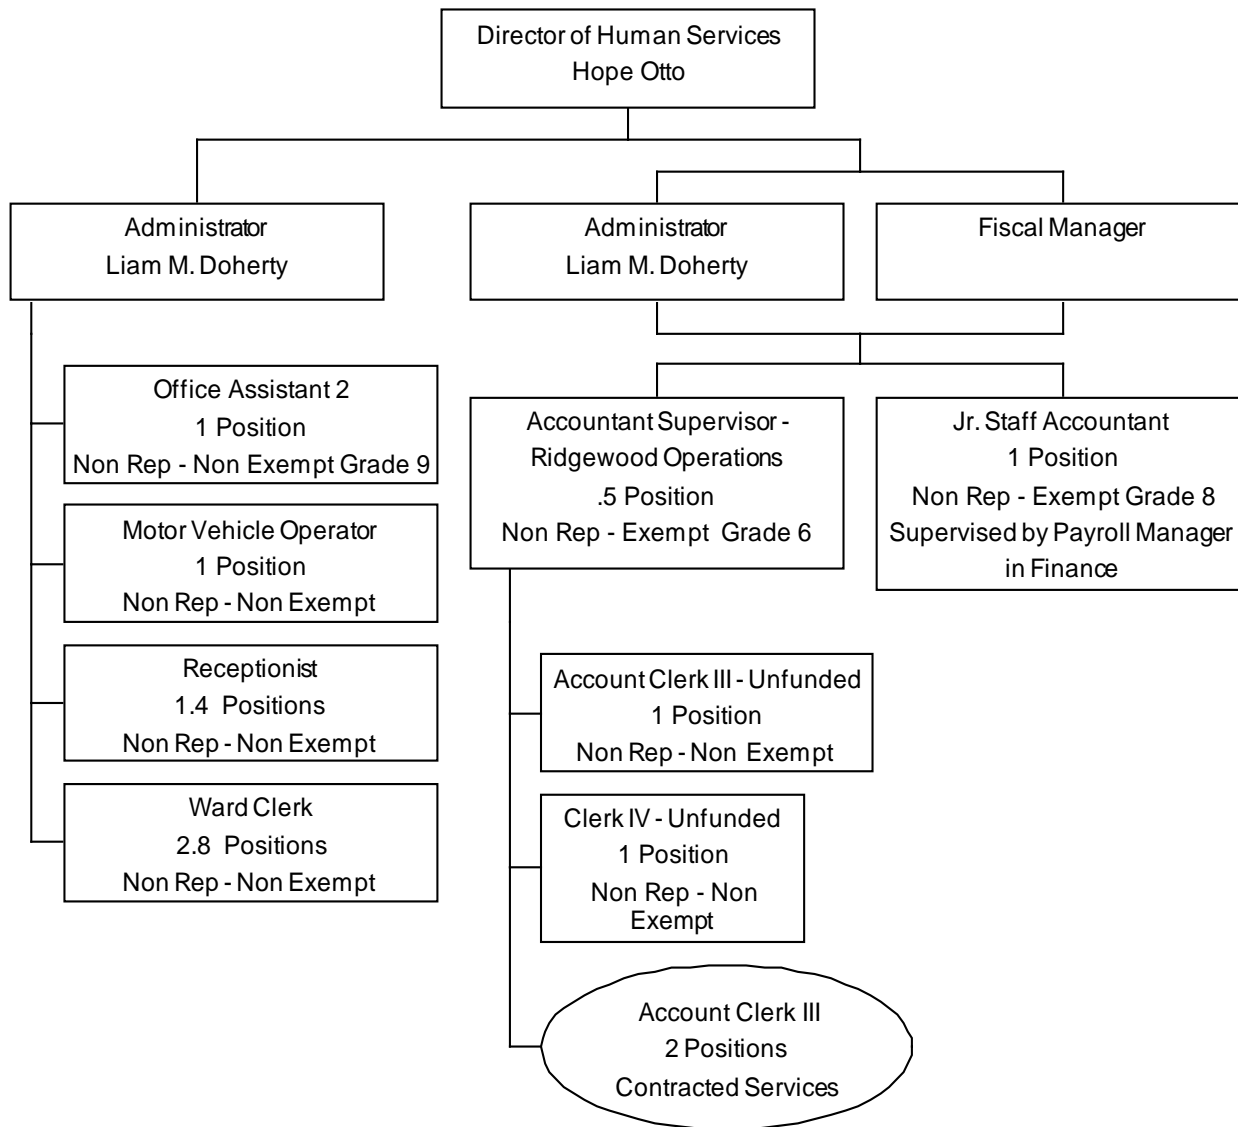 Director of Human Services
Hope Otto
Administrator
Liam M. Doherty
Administrator
Liam M. Doherty
Fiscal Manager
Office Assistant 2
1 Position
Non Rep - Non Exempt Grade 9
Motor Vehicle Operator
1 Position
Non Rep - Non Exempt
Receptionist
1.4 Positions
Non Rep - Non Exempt
Ward Clerk
2.8 Positions
Non Rep - Non Exempt
Accountant Supervisor -
Ridgewood Operations
.5 Position
Non Rep - Exempt Grade 6
Jr. Staff Accountant
1 Position
Non Rep - Exempt Grade 8
Supervised by Payroll Manager
in Finance
Account Clerk III - Unfunded
1 Position
Non Rep - Non Exempt
Clerk IV - Unfunded
1 Position
Non Rep - Non
Exempt
Account Clerk III
2 Positions
Contracted Services